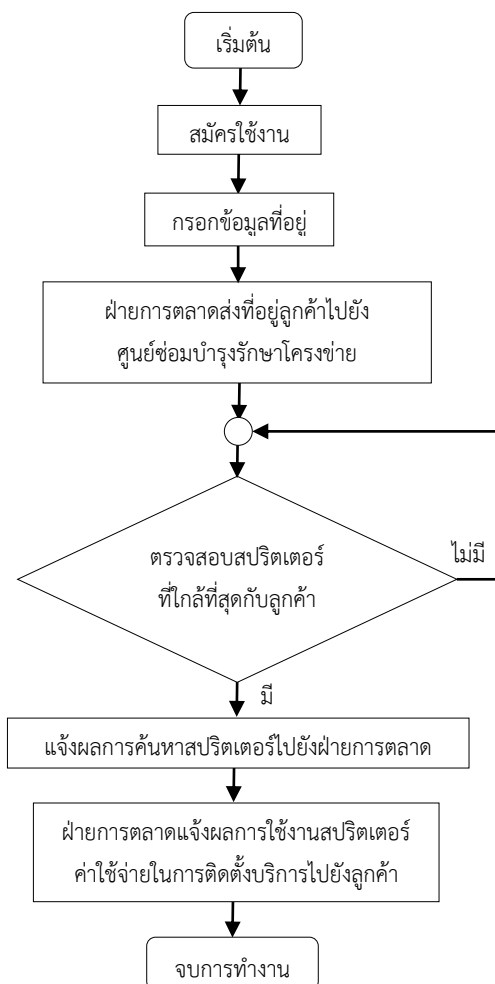 เริ่มต้น
สมัครใช้งาน
กรอกข้อมูลที่อยู่
ฝ่ายการตลาดส่งที่อยู่ลูกค้าไปยัง
ศูนย์ซ่อมบำรุงรักษาโครงข่าย
ตรวจสอบสปริตเตอร์
ที่ใกล้ที่สุดกับลูกค้า
ไม่มี
มี
แจ้งผลการค้นหาสปริตเตอร์ไปยังฝ่ายการตลาด
ฝ่ายการตลาดแจ้งผลการใช้งานสปริตเตอร์
ค่าใช้จ่ายในการติดตั้งบริการไปยังลูกค้า
จบการทำงาน